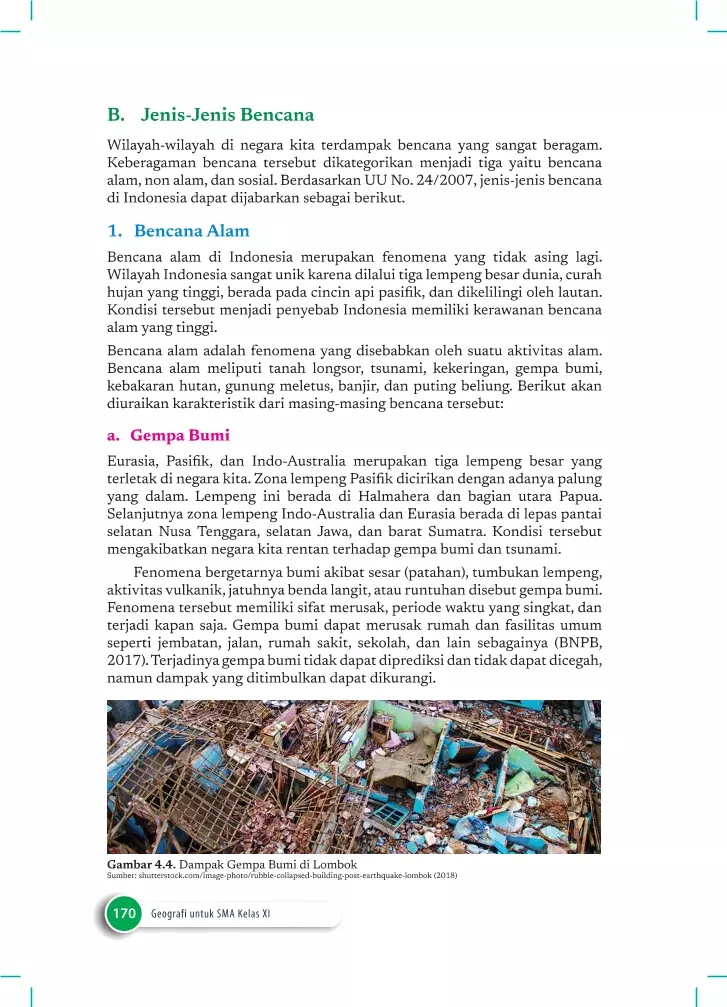 B. Jenis-Jenis Bencana
Wilayah-wilayah di negara kita terdampak bencana yang sangat beragam.
Keberagaman bencana tersebut dikategorikan menjadi tiga yaitu bencana
alam, non alam, dan sosial. Berdasarkan UU No. 24/2007, jenis-jenis bencana
di Indonesia dapat dijabarkan sebagai berikut.
1. Bencana Alam
Bencana alam di Indonesia merupakan fenomena yang tidak asing lagi.
Wilayah Indonesia sangat unik karena dilalui tiga lempeng besar dunia, curah
hujan yang tinggi, berada pada cincin api pasifik, dan dikelilingi oleh lautan.
Kondisi tersebut menjadi penyebab Indonesia memiliki kerawanan bencana
alam yang tinggi.
Bencana alam adalah fenomena yang disebabkan oleh suatu aktivitas alam.
Bencana alam meliputi tanah longsor, tsunami, kekeringan, gempa bumi,
kebakaran hutan, gunung meletus, banjir, dan puting beliung. Berikut akan
diuraikan karakteristik dari masing-masing bencana tersebut:
a. Gempa Bumi
Eurasia, Pasifik, dan Indo-Australia merupakan tiga lempeng besar yang
terletak di negara kita. Zona lempeng Pasifik dicirikan dengan adanya palung
yang dalam. Lempeng ini berada di Halmahera dan bagian utara Papua.
Selanjutnya zona lempeng Indo-Australia dan Eurasia berada di lepas pantai
selatan Nusa Tenggara, selatan Jawa, dan barat Sumatra. Kondisi tersebut
mengakibatkan negara kita rentan terhadap gempa bumi dan tsunami.
Fenomena bergetarnya bumi akibat sesar (patahan), tumbukan lempeng,
aktivitas vulkanik, jatuhnya benda langit, atau runtuhan disebut gempa bumi.
Fenomena tersebut memiliki sifat merusak, periode waktu yang singkat, dan
terjadi kapan saja. Gempa bumi dapat merusak rumah dan fasilitas umum
seperti jembatan, jalan, rumah sakit, sekolah, dan lain sebagainya (BNPB,
2017). Terjadinya gempa bumi tidak dapat diprediksi dan tidak dapat dicegah,
namun dampak yang ditimbulkan dapat dikurangi.
Gambar 4.4. Dampak Gempa Bumi di Lombok
Sumber: shutterstock.com/image-photo/rubble-collapsed-building-post-earthquake-lombok (2018)
170 Geografi untuk SMA Kelas XI